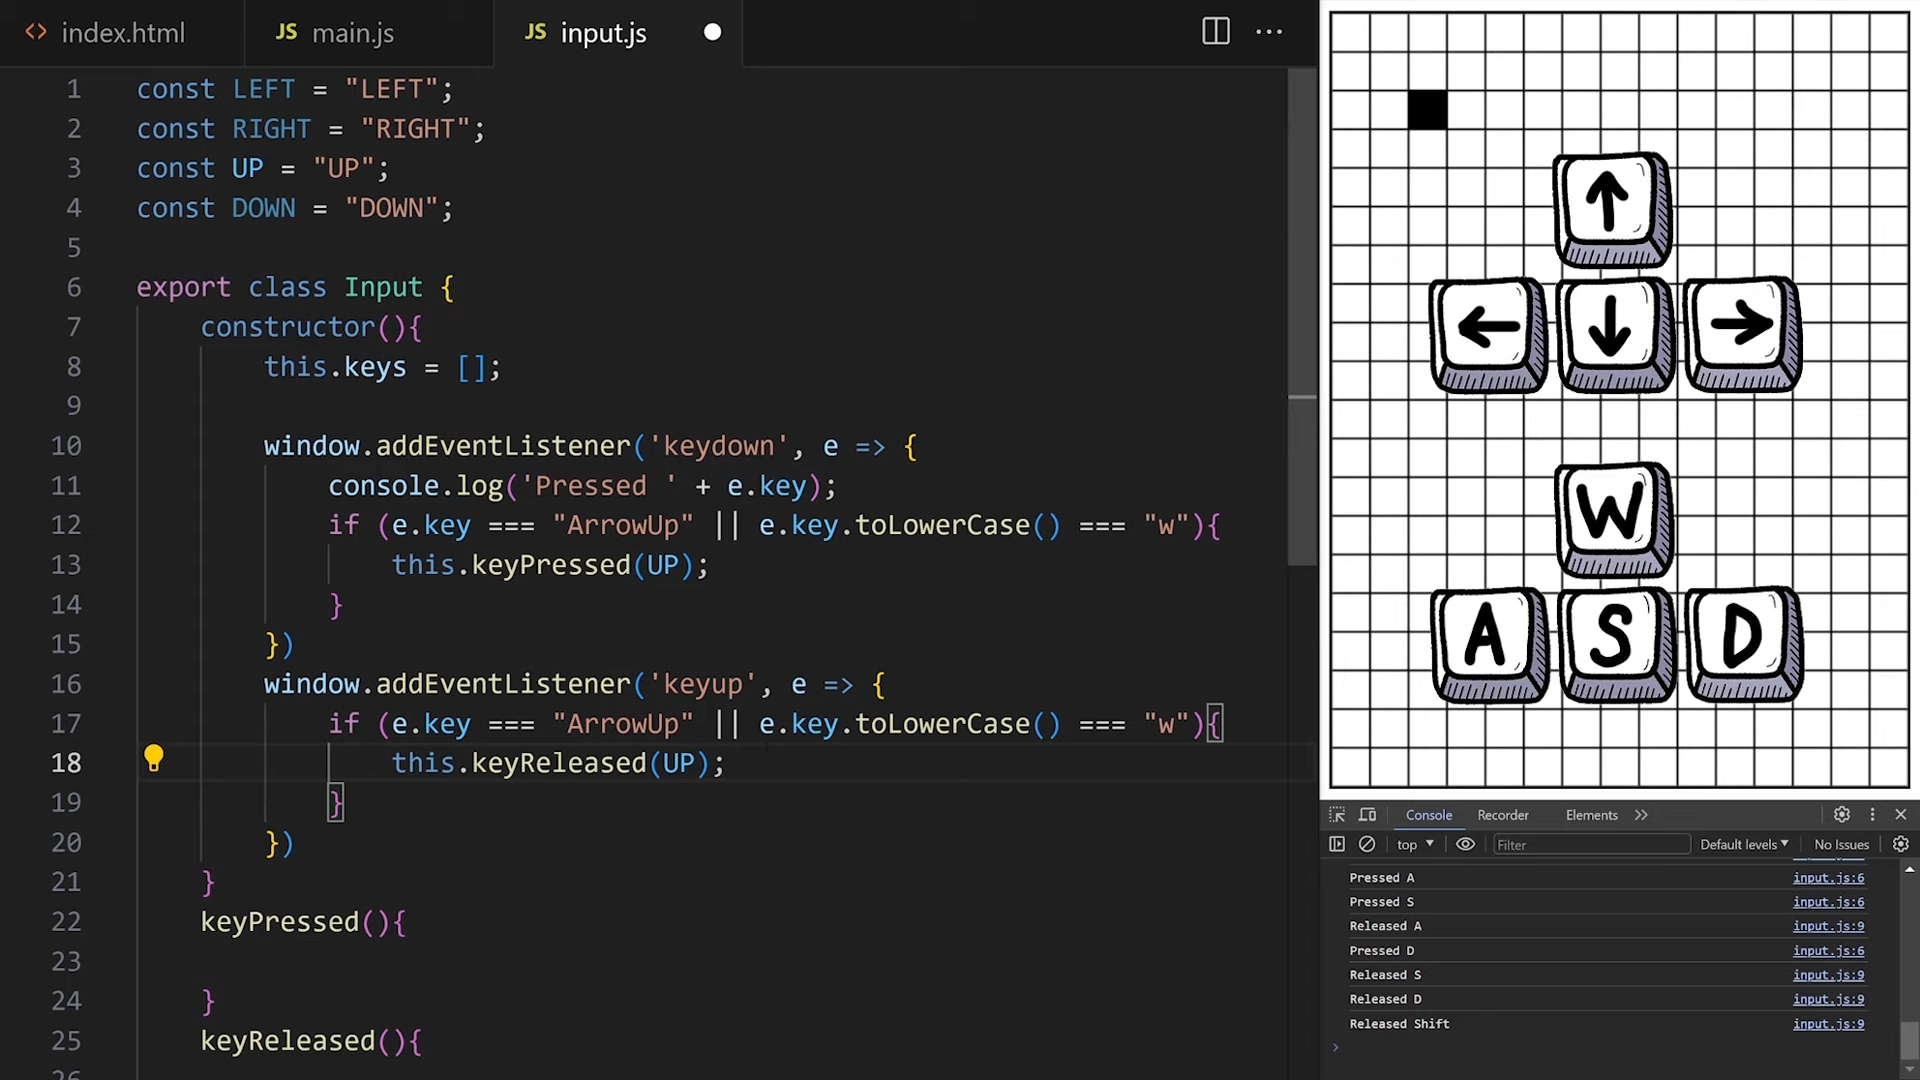 index.html
JS main.js
JS input.js
1 const LEFT = "LEFT";
2 const RIGHT = "RIGHT";
3 const UP = "UP";
4 const DOWN = "DOWN";
5
6 export class Input {
7 constructor(){
8 this.keys = [];
9
10 window.addEventListener('keydown', e => {
11 console.log('Pressed ' + e.key);
12 if (e.key === "ArrowUp" || e.key.toLowerCase() === "w"){
13 this.keyPressed(UP);
14 }
15 })
16 window.addEventListener('keyup', e => {
17 if (e.key === "ArrowUp" || e.key.toLowerCase() === "w"){
18 this.keyReleased(UP);
19 }
20 })
21 }
22 keyPressed(){
23
24 }
25 keyReleased(){
26
W
A S D
Console Recorder Elements
top Filter Default levels No Issues
Pressed A input.js:6
Pressed S input.js:6
Released A input.js:9
Pressed D input.js:6
Released S input.js:9
Released D input.js:9
Released Shift input.js:9